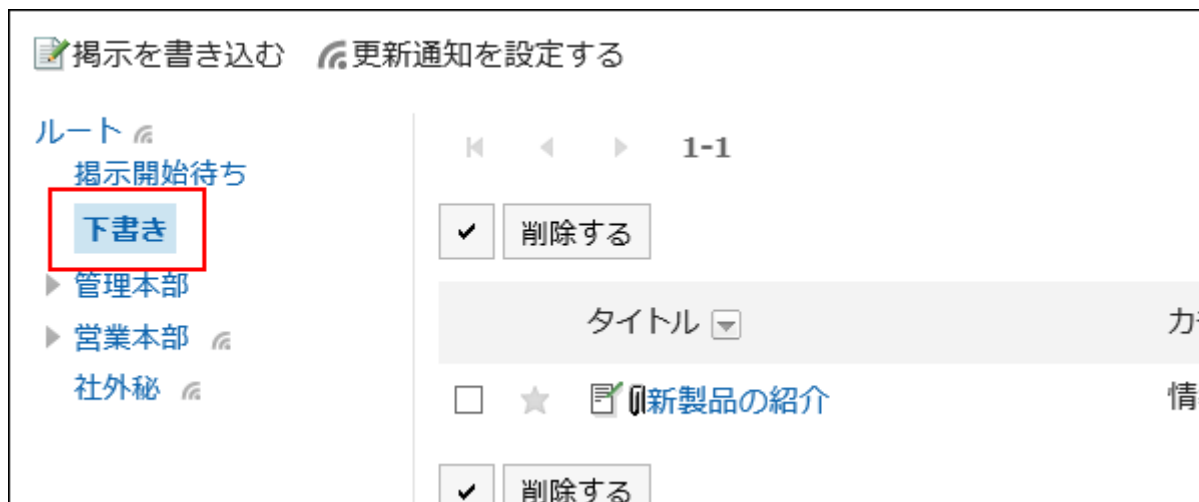 掲示を書き込む 更新通知を設定する
ルート
掲示開始待ち
下書き
管理本部
営業本部
社外秘
1-1
削除する
タイトル
新製品の紹介
情
削除する